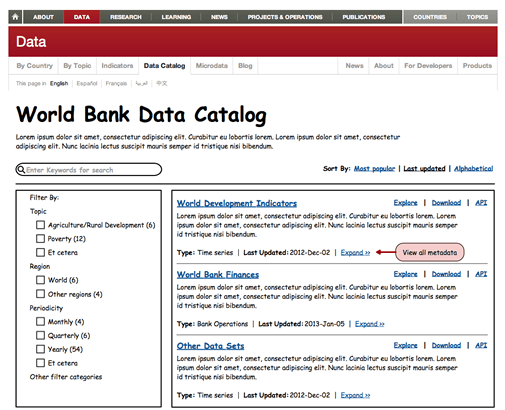 ABOUT DATA RESEARCH LEARNING NEWS PROJECTS & OPERATIONS PUBLICATIONS COUNTRIES TOPICS
Data
By Country By Topic Indicators Data Catalog Microdata Blog News About For Developers Products
This page in English Español Français العربية 中文
World Bank Data Catalog
Lorem ipsum dolor sit amet, consectetur adipiscing elit. Curabitur eu lobortis lorem. Lorem ipsum dolor sit amet, consectetur
adipiscing elit. Nunc lacinia lectus suscipit mauris consequat id tristique nisi bibendum.
Enter Keywords for search
Sort By: Most popular | Last updated | Alphabetical
Filter By:
Topic
Agriculture/Rural Development (6)
Poverty (12)
Et cetera
Region
World (6)
Other regions (4)
Periodicity
Monthly (4)
Quarterly (6)
Yearly (54)
Et cetera
Other filter categories
World Development Indicators Explore | Download | API
Lorem ipsum dolor sit amet, consectetur adipiscing elit. Curabitur eu lobortis lorem. Lorem
ipsum dolor sit amet, consectetur adipiscing elit. Nunc lacinia lectus suscipit mauris consequat
id tristique nisi bibendum.
Type: Time series | Last Updated: 2012-Dec-02 | Expand >> View all metadata
World Bank Finances Explore | Download | API
Lorem ipsum dolor sit amet, consectetur adipiscing elit. Curabitur eu lobortis lorem. Lorem
ipsum dolor sit amet, consectetur adipiscing elit. Nunc lacinia lectus suscipit mauris consequat
id tristique nisi bibendum.
Type: Bank Operations | Last Updated: 2013-Jan-05 | Expand >>
Other Data Sets Explore | Download | API
Lorem ipsum dolor sit amet, consectetur adipiscing elit. Curabitur eu lobortis lorem. Lorem
ipsum dolor sit amet, consectetur adipiscing elit. Nunc lacinia lectus suscipit mauris consequat
id tristique nisi bibendum.
Type: Time series | Last Updated: 2012-Dec-02 | Expand >>